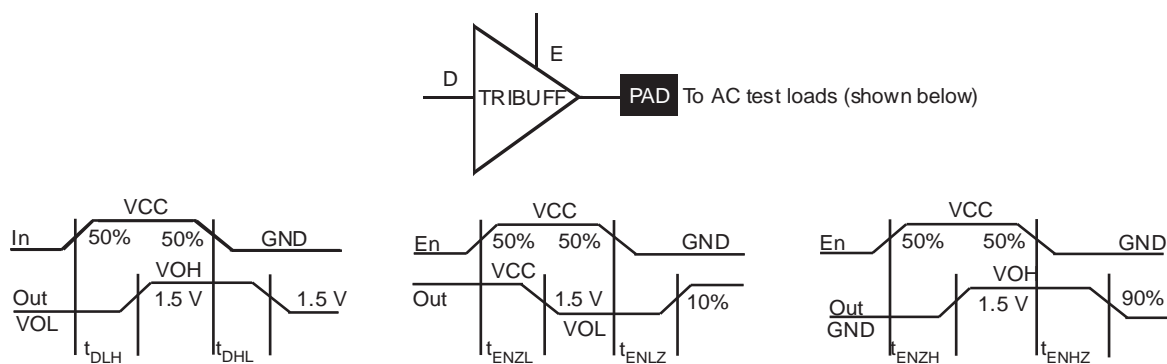 E
D
TRIBUFF
PAD To AC test loads (shown below)
In
VCC
50% 50%
GND
Out
VOL
VOH
1.5 V
1.5 V
tDLH
tDHL
En
VCC
50% 50%
GND
Out
VCC
1.5 V
VOL
10%
tENZL
tENLZ
En
VCC
50% 50%
GND
Out
GND
VOH
1.5 V
90%
tENZH
tENHZ